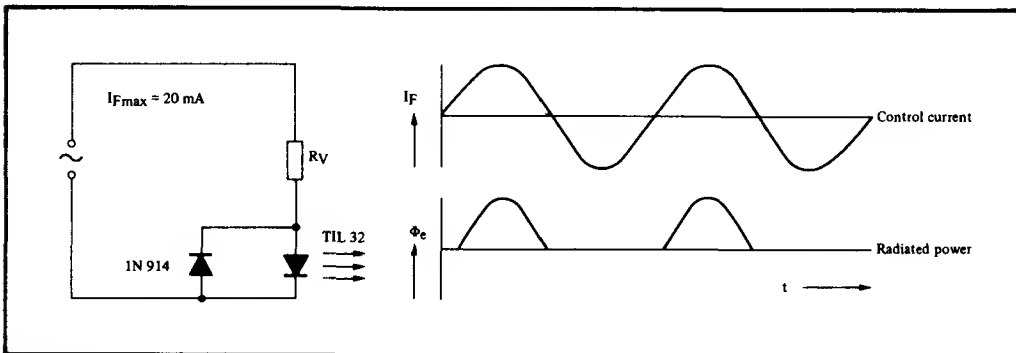 I_Fmax = 20 mA
R_V
1N 914
TIL 32
I_F
Control current
Φ_e
Radiated power
t